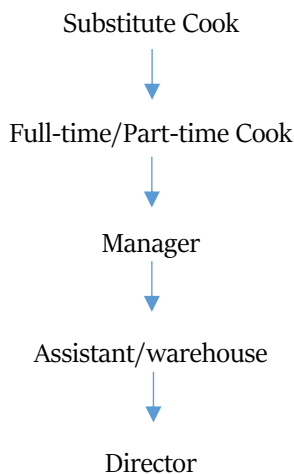 Substitute Cook
Full-time/Part-time Cook
Manager
Assistant/warehouse
Director